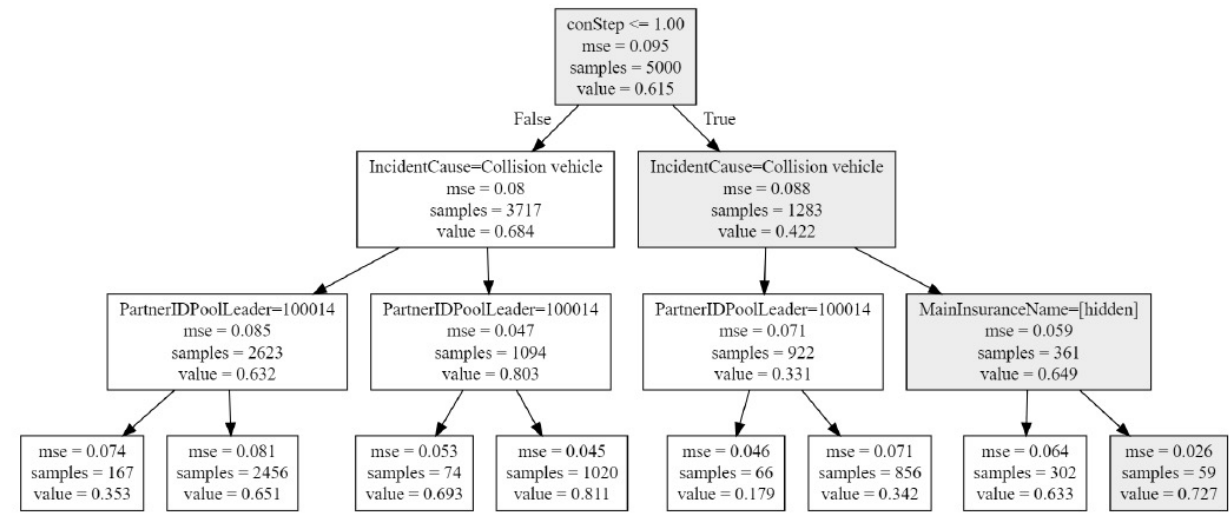 conStep <= 1.00
mse = 0.095
samples = 5000
value = 0.615
False
True
IncidentCause=Collision vehicle
mse = 0.08
samples = 3717
value = 0.684
IncidentCause=Collision vehicle
mse = 0.088
samples = 1283
value = 0.422
PartnerIDPoolLeader=100014
mse = 0.085
samples = 2623
value = 0.632
PartnerIDPoolLeader=100014
mse = 0.047
samples = 1094
value = 0.803
PartnerIDPoolLeader=100014
mse = 0.071
samples = 922
value = 0.331
MainInsuranceName=[hidden]
mse = 0.059
samples = 361
value = 0.649
mse = 0.074
samples = 167
value = 0.353
mse = 0.081
samples = 2456
value = 0.651
mse = 0.053
samples = 74
value = 0.693
mse = 0.045
samples = 1020
value = 0.811
mse = 0.046
samples = 66
value = 0.179
mse = 0.071
samples = 856
value = 0.342
mse = 0.064
samples = 302
value = 0.633
mse = 0.026
samples = 59
value = 0.727